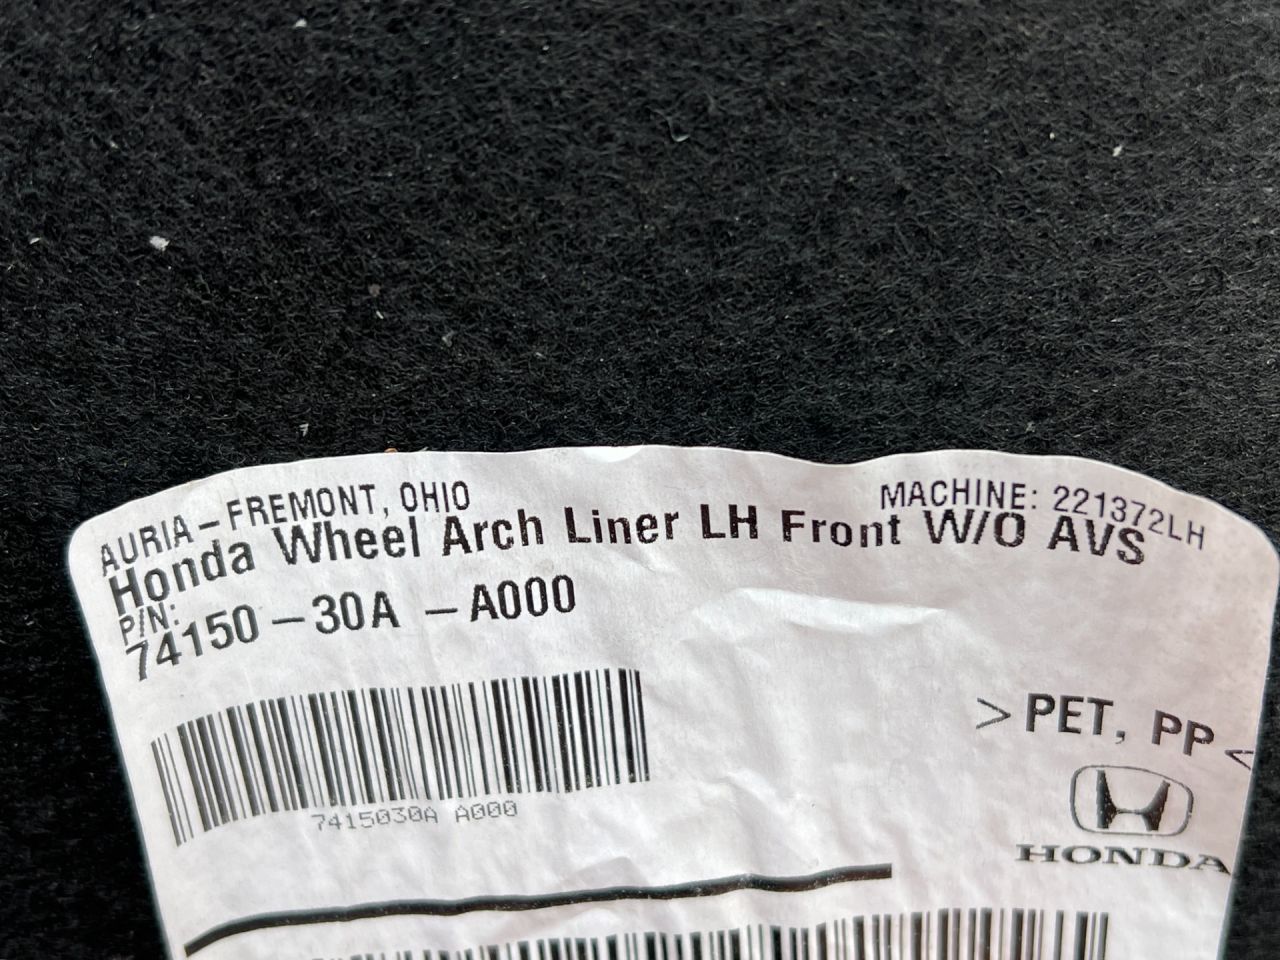 AURIA – FREMONT, OHIO
MACHINE: 221372LH
Honda Wheel Arch Liner LH Front W/O AVS
P/N:
74150 – 30A – A000
7415030A A000
> PET, PP <
HONDA